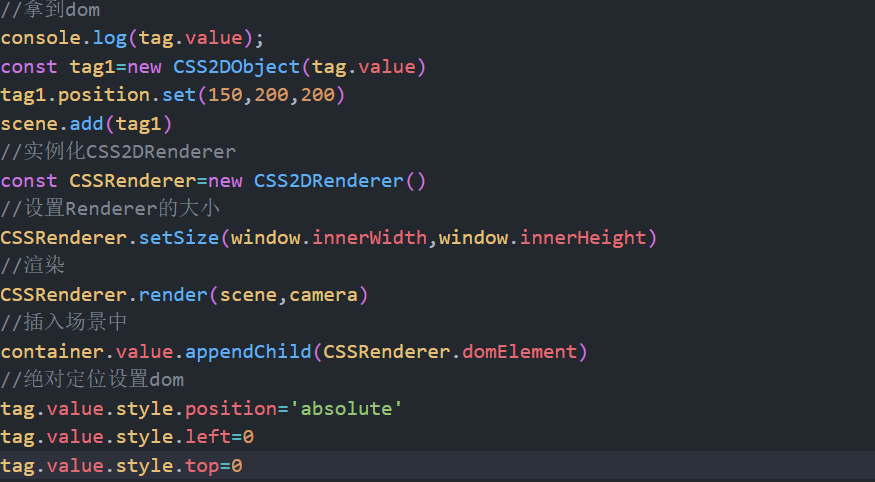 //拿到dom
console.log(tag.value);
const tag1=new CSS2DObject(tag.value)
tag1.position.set(150,200,200)
scene.add(tag1)
//实例化CSS2DRenderer
const CSSRenderer=new CSS2DRenderer()
//设置Renderer的大小
CSSRenderer.setSize(window.innerWidth,window.innerHeight)
//渲染
CSSRenderer.render(scene,camera)
//插入场景中
container.value.appendChild(CSSRenderer.domElement)
//绝对定位设置dom
tag.value.style.position='absolute'
tag.value.style.left=0
tag.value.style.top=0